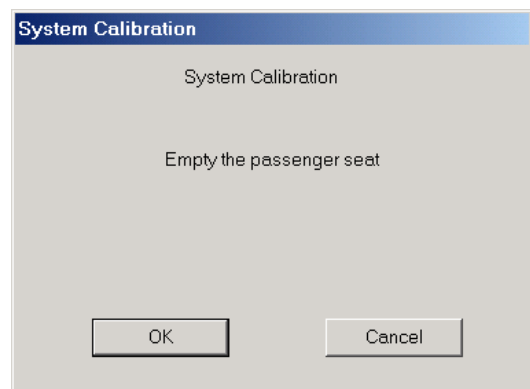 System Calibration
System Calibration
Empty the passenger seat
OK Cancel